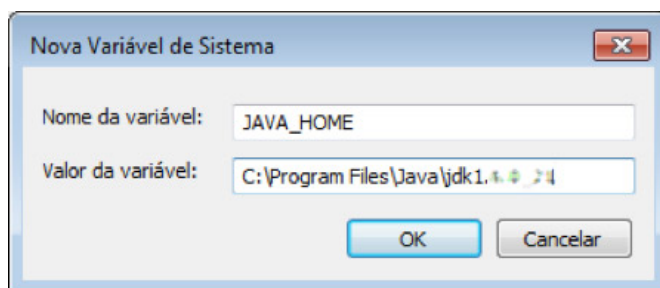 Nova Variável de Sistema
Nome da variável:
JAVA_HOME
Valor da variável:
C:\Program Files\Java\jdk1.
OK
Cancelar